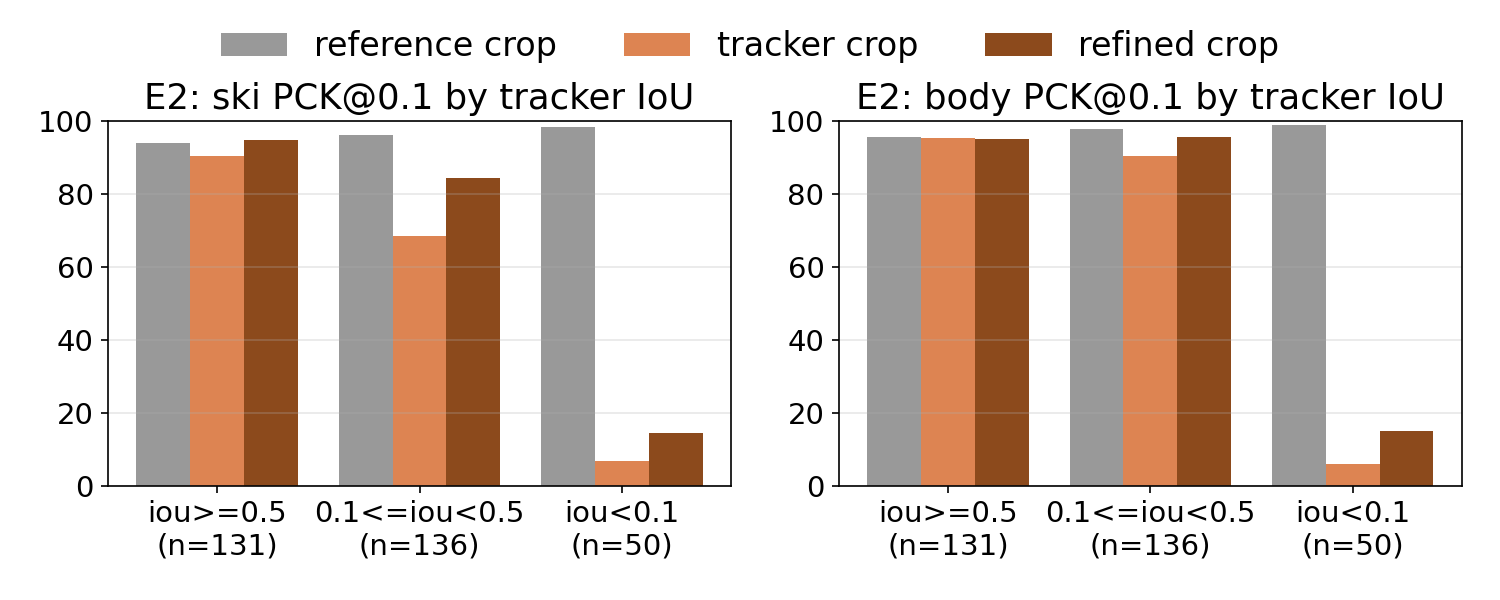 reference crop tracker crop refined crop
E2: ski PCK@0.1 by tracker IoU
100
80
60
40
20
0
iou>=0.5 0.1<=iou<0.5 iou<0.1
(n=131) (n=136) (n=50)
E2: body PCK@0.1 by tracker IoU
100
80
60
40
20
0
iou>=0.5 0.1<=iou<0.5 iou<0.1
(n=131) (n=136) (n=50)